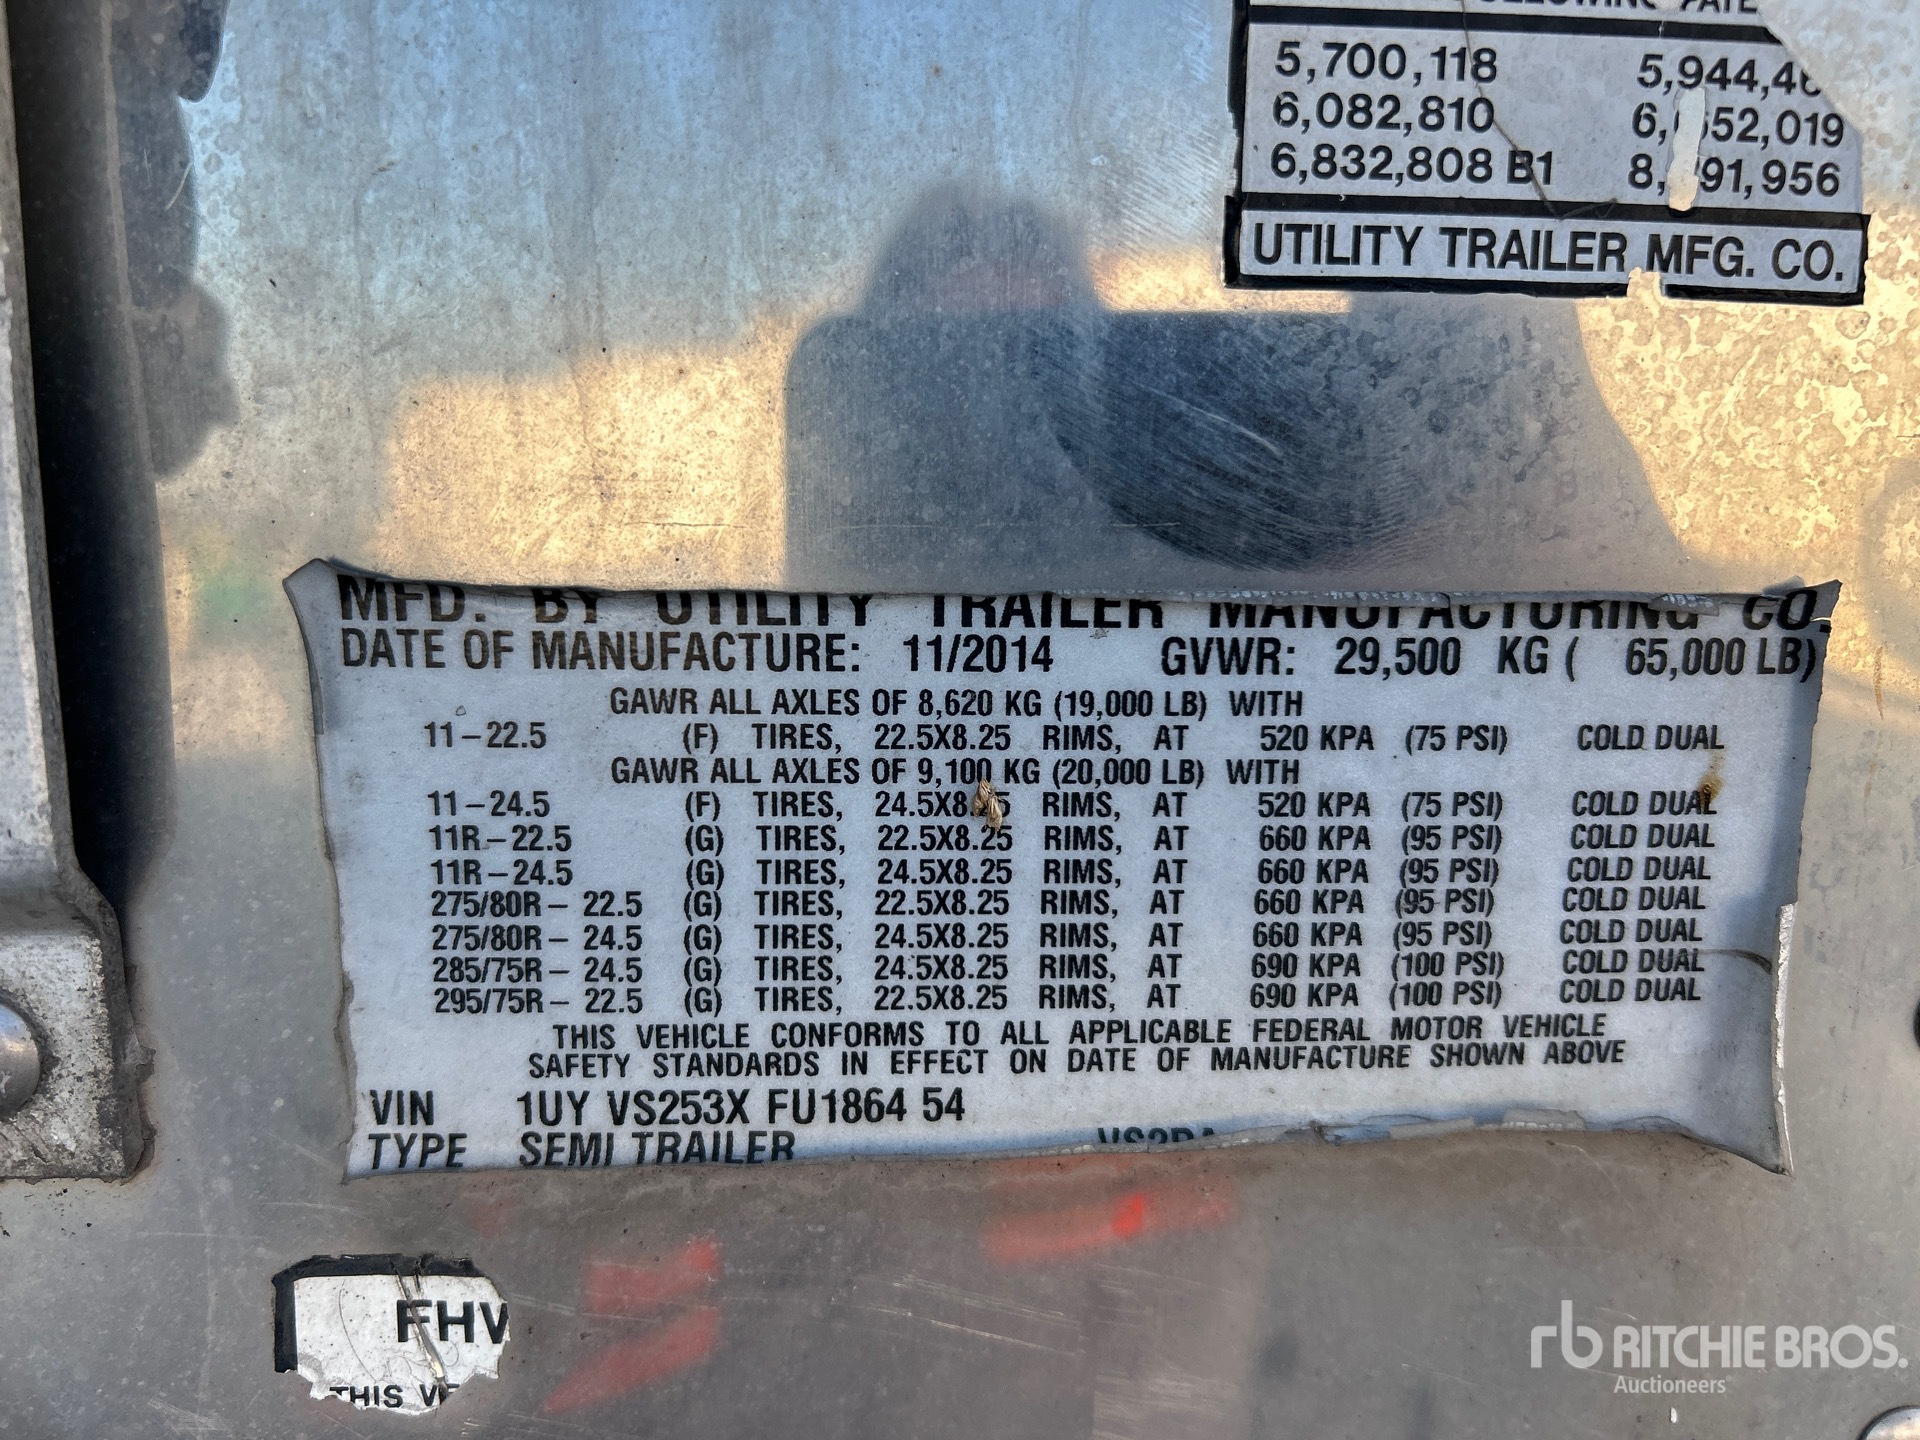 5,700,118 5,944,4
6,082,810 6, 52,019
6,832,808 B1 8, 91,956
UTILITY TRAILER MFG. CO.
MFD. BY UTILITY TRAILER MANUFACTURING CO.
DATE OF MANUFACTURE: 11/2014 GVWR: 29,500 KG ( 65,000 LB)
GAWR ALL AXLES OF 8,620 KG (19,000 LB) WITH
11-22.5 (F) TIRES, 22.5X8.25 RIMS, AT 520 KPA (75 PSI) COLD DUAL
GAWR ALL AXLES OF 9,100 KG (20,000 LB) WITH
11-24.5 (F) TIRES, 24.5X8.25 RIMS, AT 520 KPA (75 PSI) COLD DUAL
11R-22.5 (G) TIRES, 22.5X8.25 RIMS, AT 660 KPA (95 PSI) COLD DUAL
11R-24.5 (G) TIRES, 24.5X8.25 RIMS, AT 660 KPA (95 PSI) COLD DUAL
275/80R-22.5 (G) TIRES, 22.5X8.25 RIMS, AT 660 KPA (95 PSI) COLD DUAL
275/80R-24.5 (G) TIRES, 24.5X8.25 RIMS, AT 660 KPA (95 PSI) COLD DUAL
285/75R-24.5 (G) TIRES, 24.5X8.25 RIMS, AT 690 KPA (100 PSI) COLD DUAL
295/75R-22.5 (G) TIRES, 22.5X8.25 RIMS, AT 690 KPA (100 PSI) COLD DUAL
THIS VEHICLE CONFORMS TO ALL APPLICABLE FEDERAL MOTOR VEHICLE
SAFETY STANDARDS IN EFFECT ON DATE OF MANUFACTURE SHOWN ABOVE
VIN 1UY VS253X FU1864 54
TYPE SEMI TRAILER VS2RA
FHW
THIS VE
rb RITCHIE BROS.
Auctioneers